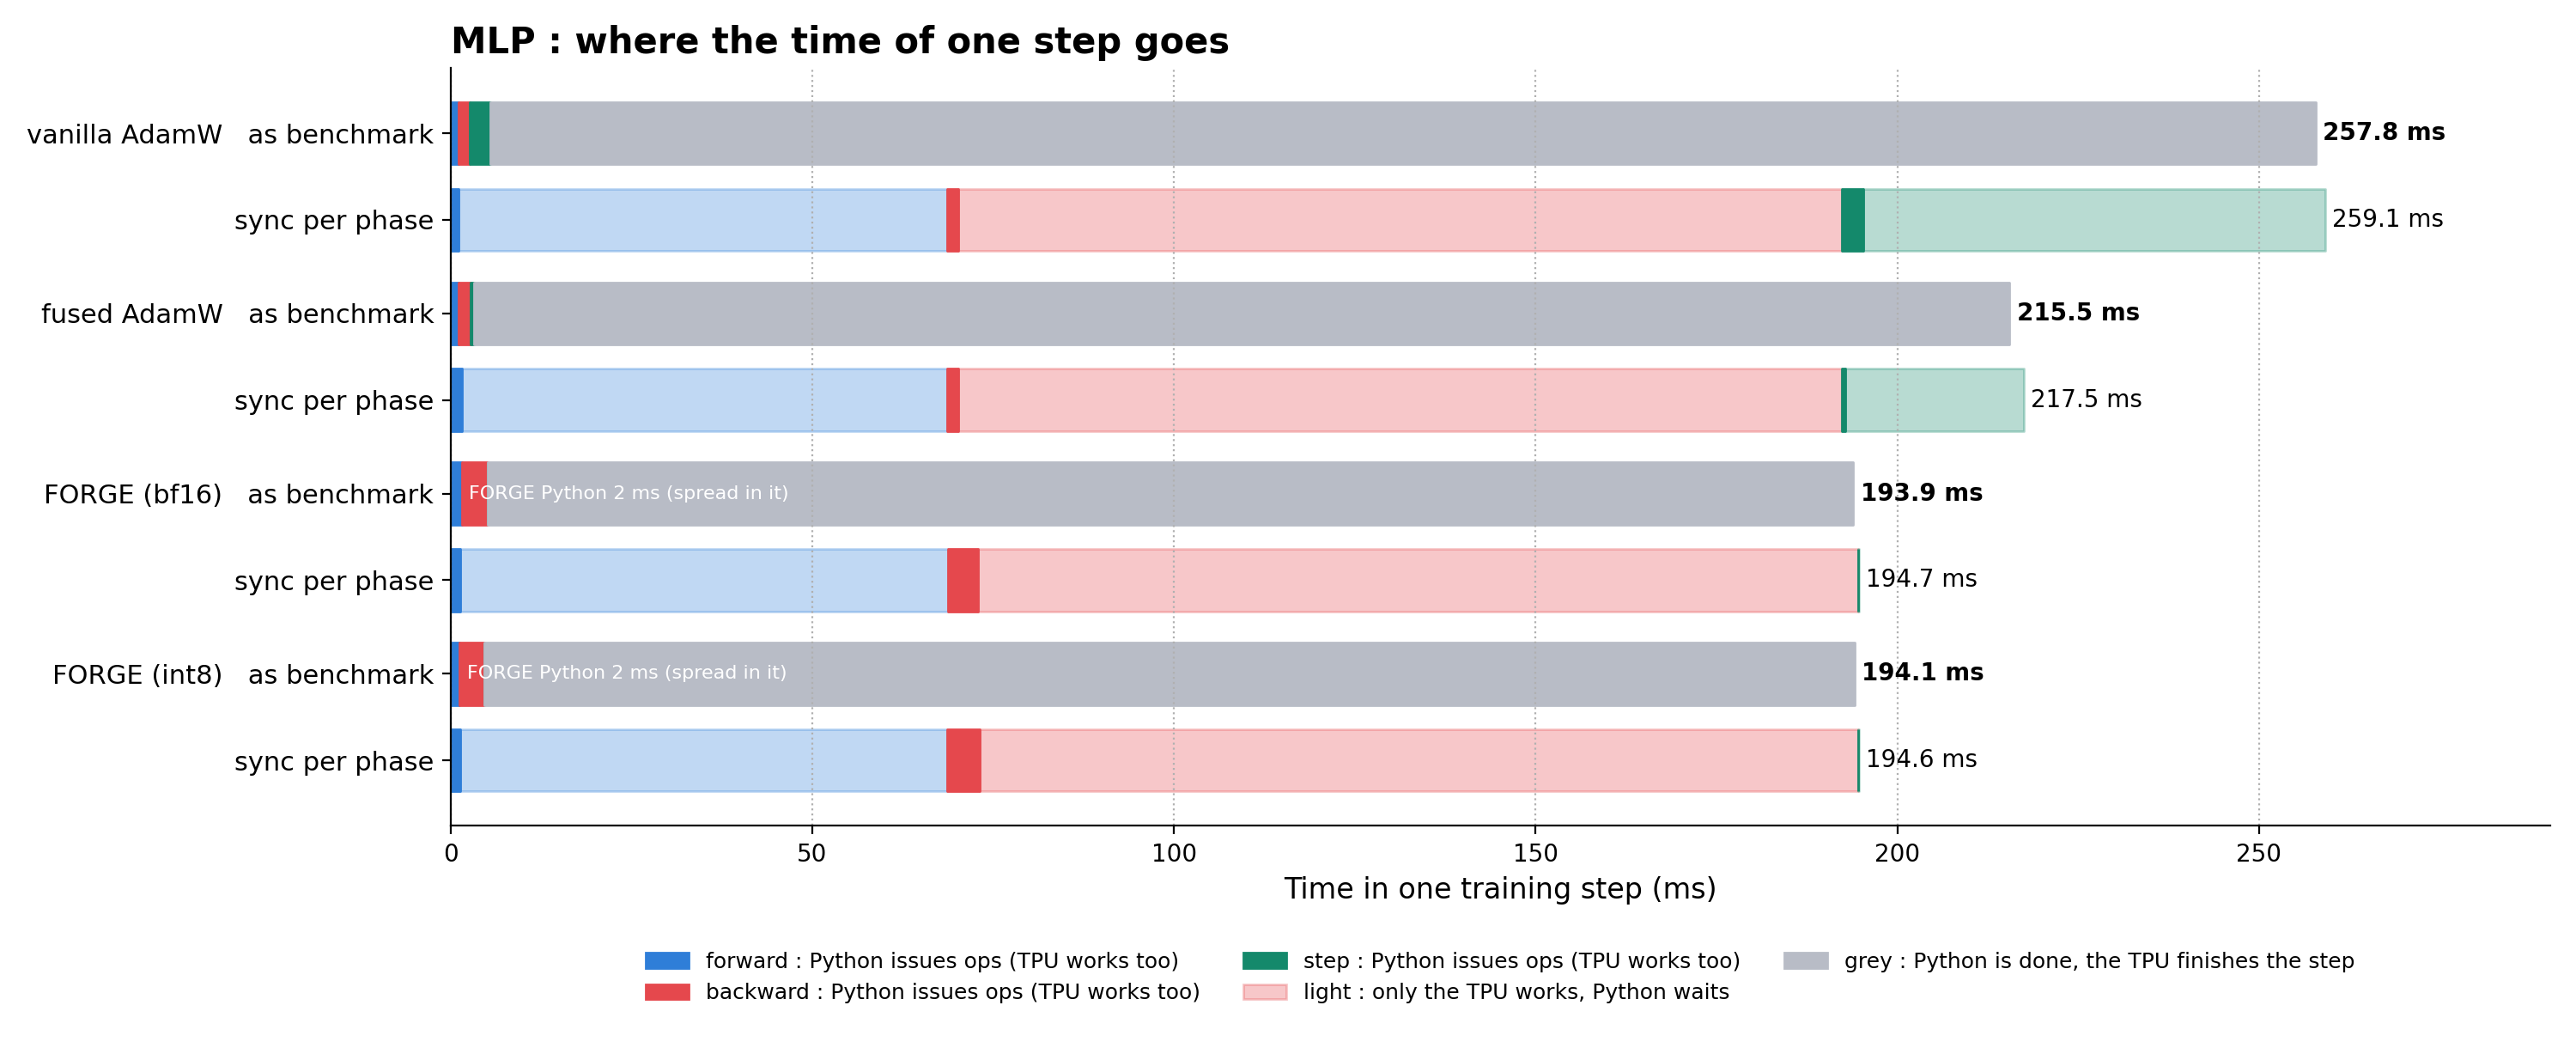 MLP : where the time of one step goes
vanilla AdamW   as benchmark
257.8 ms
sync per phase
259.1 ms
fused AdamW   as benchmark
215.5 ms
sync per phase
217.5 ms
FORGE (bf16)   as benchmark
FORGE Python 2 ms (spread in it)
193.9 ms
sync per phase
194.7 ms
FORGE (int8)   as benchmark
FORGE Python 2 ms (spread in it)
194.1 ms
sync per phase
194.6 ms
0 50 100 150 200 250
Time in one training step (ms)
forward : Python issues ops (TPU works too)
backward : Python issues ops (TPU works too)
step : Python issues ops (TPU works too)
light : only the TPU works, Python waits
grey : Python is done, the TPU finishes the step